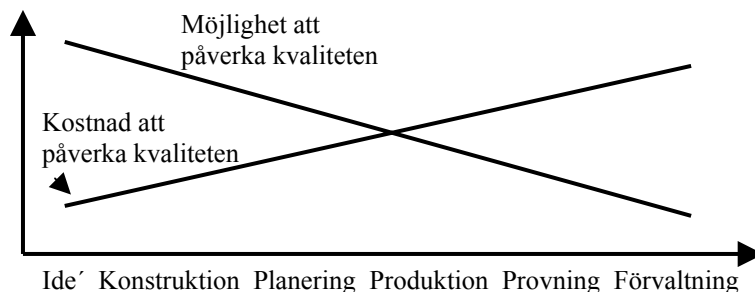 Möjlighet att
påverka kvaliteten
Kostnad att
påverka kvaliteten
Ide´ Konstruktion Planering Produktion Provning Förvaltning